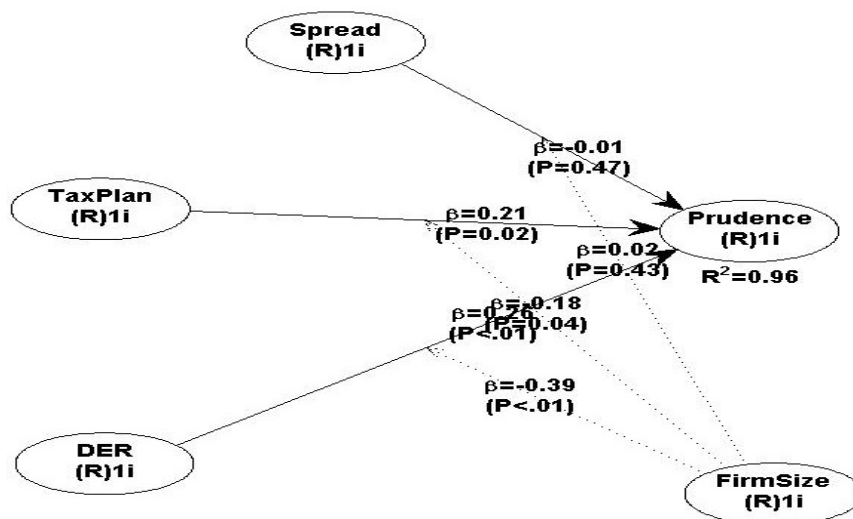 Spread
(R)1i
β=-0.01
(P=0.47)
TaxPlan
(R)1i
β=0.21
(P=0.02)
Prudence
(R)1i
R²=0.96
β=0.02
(P=0.43)
β=-0.18
(P=0.04)
β=0.26
(P<.01)
β=-0.39
(P<.01)
DER
(R)1i
FirmSize
(R)1i